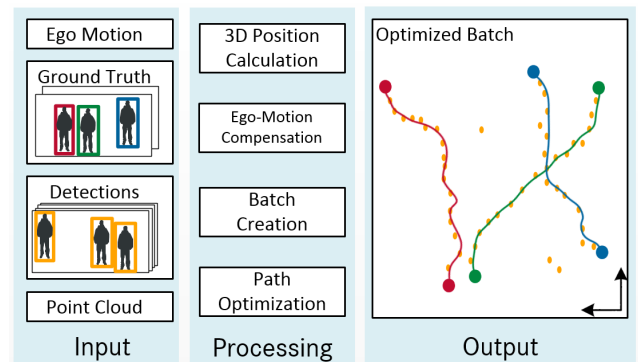 Ego Motion
Ground Truth
Detections
Point Cloud
Input
3D Position
Calculation
Ego-Motion
Compensation
Batch
Creation
Path
Optimization
Processing
Optimized Batch
Output